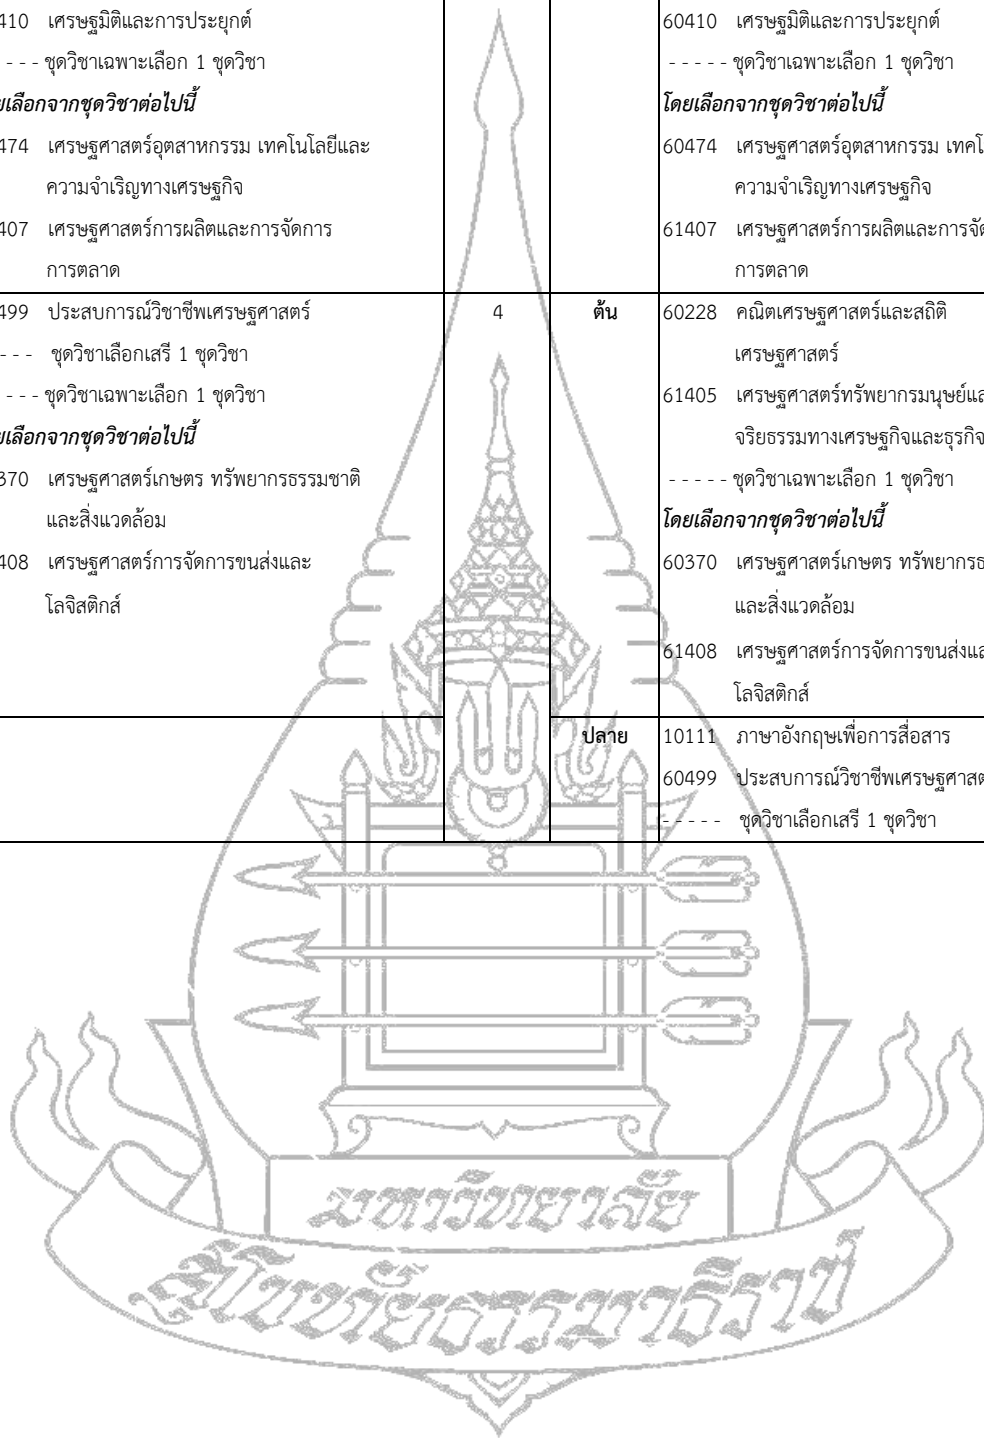 410 เศรษฐมิติและการประยุกต์
- - - ชุดวิชาเฉพาะเลือก 1 ชุดวิชา
เลือกจากชุดวิชาต่อไปนี้
474 เศรษฐศาสตร์อุตสาหกรรม เทคโนโลยีและ
ความจำเริญทางเศรษฐกิจ
407 เศรษฐศาสตร์การผลิตและการจัดการ
การตลาด
60410 เศรษฐมิติและการประยุกต์
- - - - - ชุดวิชาเฉพาะเลือก 1 ชุดวิชา
โดยเลือกจากชุดวิชาต่อไปนี้
60474 เศรษฐศาสตร์อุตสาหกรรม
ความจำเริญทางเศรษฐกิจ
61407 เศรษฐศาสตร์การผลิตและการจัด
การตลาด
499 ประสบการณ์วิชาชีพเศรษฐศาสตร์
- - - ชุดวิชาเลือกเสรี 1 ชุดวิชา
- - - ชุดวิชาเฉพาะเลือก 1 ชุดวิชา
เลือกจากชุดวิชาต่อไปนี้
370 เศรษฐศาสตร์เกษตร ทรัพยากรธรรมชาติ
และสิ่งแวดล้อม
408 เศรษฐศาสตร์การจัดการขนส่งและ
โลจิสติกส์
4
ต้น
60228 คณิตเศรษฐศาสตร์และสถิติ
เศรษฐศาสตร์
61405 เศรษฐศาสตร์ทรัพยากรมนุษย์และ
จริยธรรมทางเศรษฐกิจและธุรกิจ
- - - - - ชุดวิชาเฉพาะเลือก 1 ชุดวิชา
โดยเลือกจากชุดวิชาต่อไปนี้
60370 เศรษฐศาสตร์เกษตร
และสิ่งแวดล้อม
61408 เศรษฐศาสตร์การจัดการขนส่งและ
โลจิสติกส์
ปลาย
10111 ภาษาอังกฤษเพื่อการสื่อสาร
60499 ประสบการณ์วิชาชีพเศรษฐศาสต
- - - - - ชุดวิชาเลือกเสรี 1 ชุดวิชา
มหาวิทยาลัย
สุโขทัยธรรมาธิราช